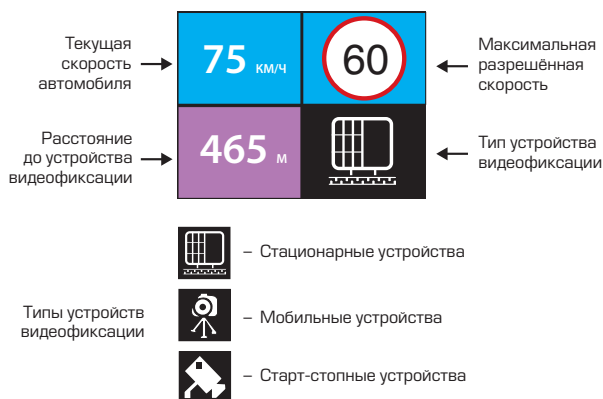 Текущая
скорость
автомобиля
75 км/ч
60
Максимальная
разрешённая
скорость
Расстояние
до устройства
видеофиксации
465 м
Тип устройства
видеофиксации
Типы устройств
видеофиксации
– Стационарные устройства
– Мобильные устройства
– Старт-стопные устройства